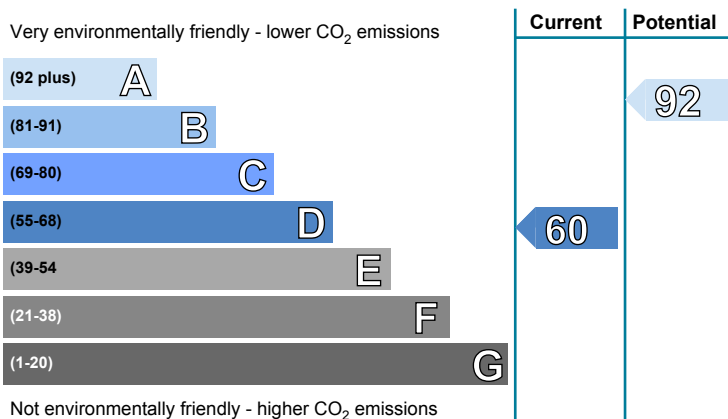 Very environmentally friendly - lower CO2 emissions
Current
Potential
(92 plus) A
92
(81-91) B
(69-80) C
(55-68) D
60
(39-54 E
(21-38) F
(1-20) G
Not environmentally friendly - higher CO2 emissions